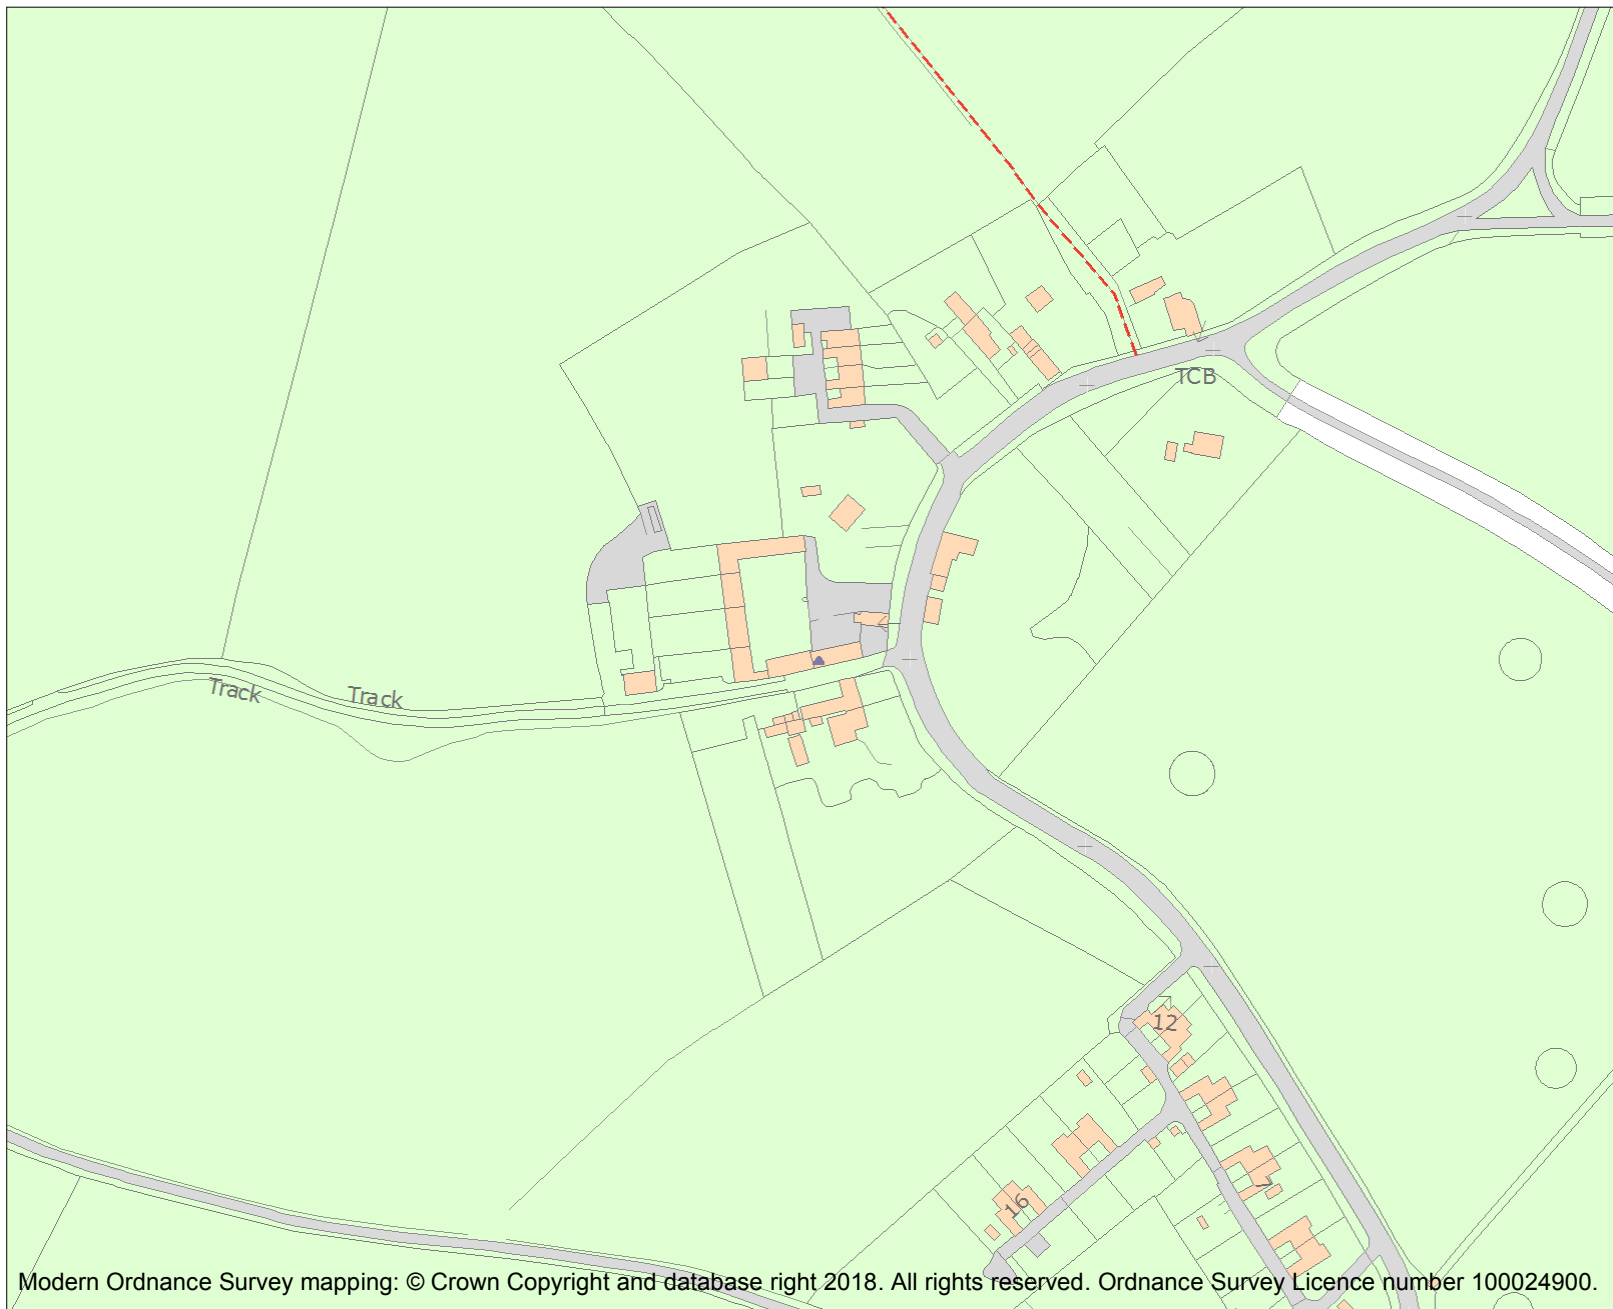 TCB
Track
Track
12
16
7
Modern Ordnance Survey mapping: © Crown Copyright and database right 2018. All rights reserved. Ordnance Survey Licence number 100024900.